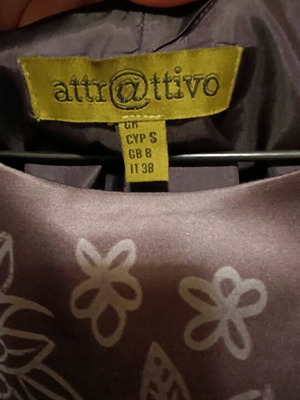 attr@ttivo
GR
CYP S
GB 8
IT 38